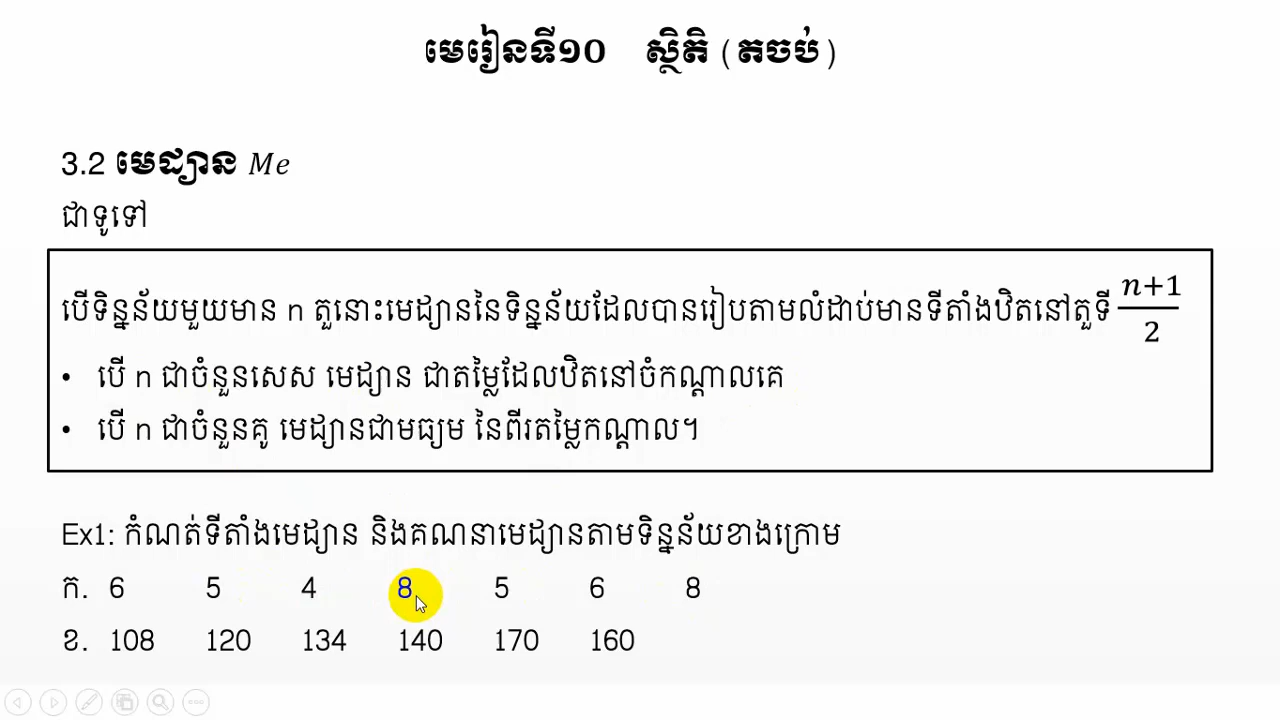 មេរៀនទី១០ ស្ថិតិ (តចប់)
3.2 មេដ្យាន Me
ជាទូទៅ
បើទិន្នន័យមួយមាន n តួនោះមេដ្យាននៃទិន្នន័យដែលបានរៀបតាមលំដាប់មានទីតាំងឋិតនៅតួទី (n+1)/2
• បើ n ជាចំនួនសេស មេដ្យាន ជាតម្លៃដែលឋិតនៅចំកណ្តាលគេ
• បើ n ជាចំនួនគូ មេដ្យានជាមធ្យម នៃពីរតម្លៃកណ្តាល។
Ex1: កំណត់ទីតាំងមេដ្យាន និងគណនាមេដ្យានតាមទិន្នន័យខាងក្រោម
ក. 6 5 4 8 5 6 8
ខ. 108 120 134 140 170 160